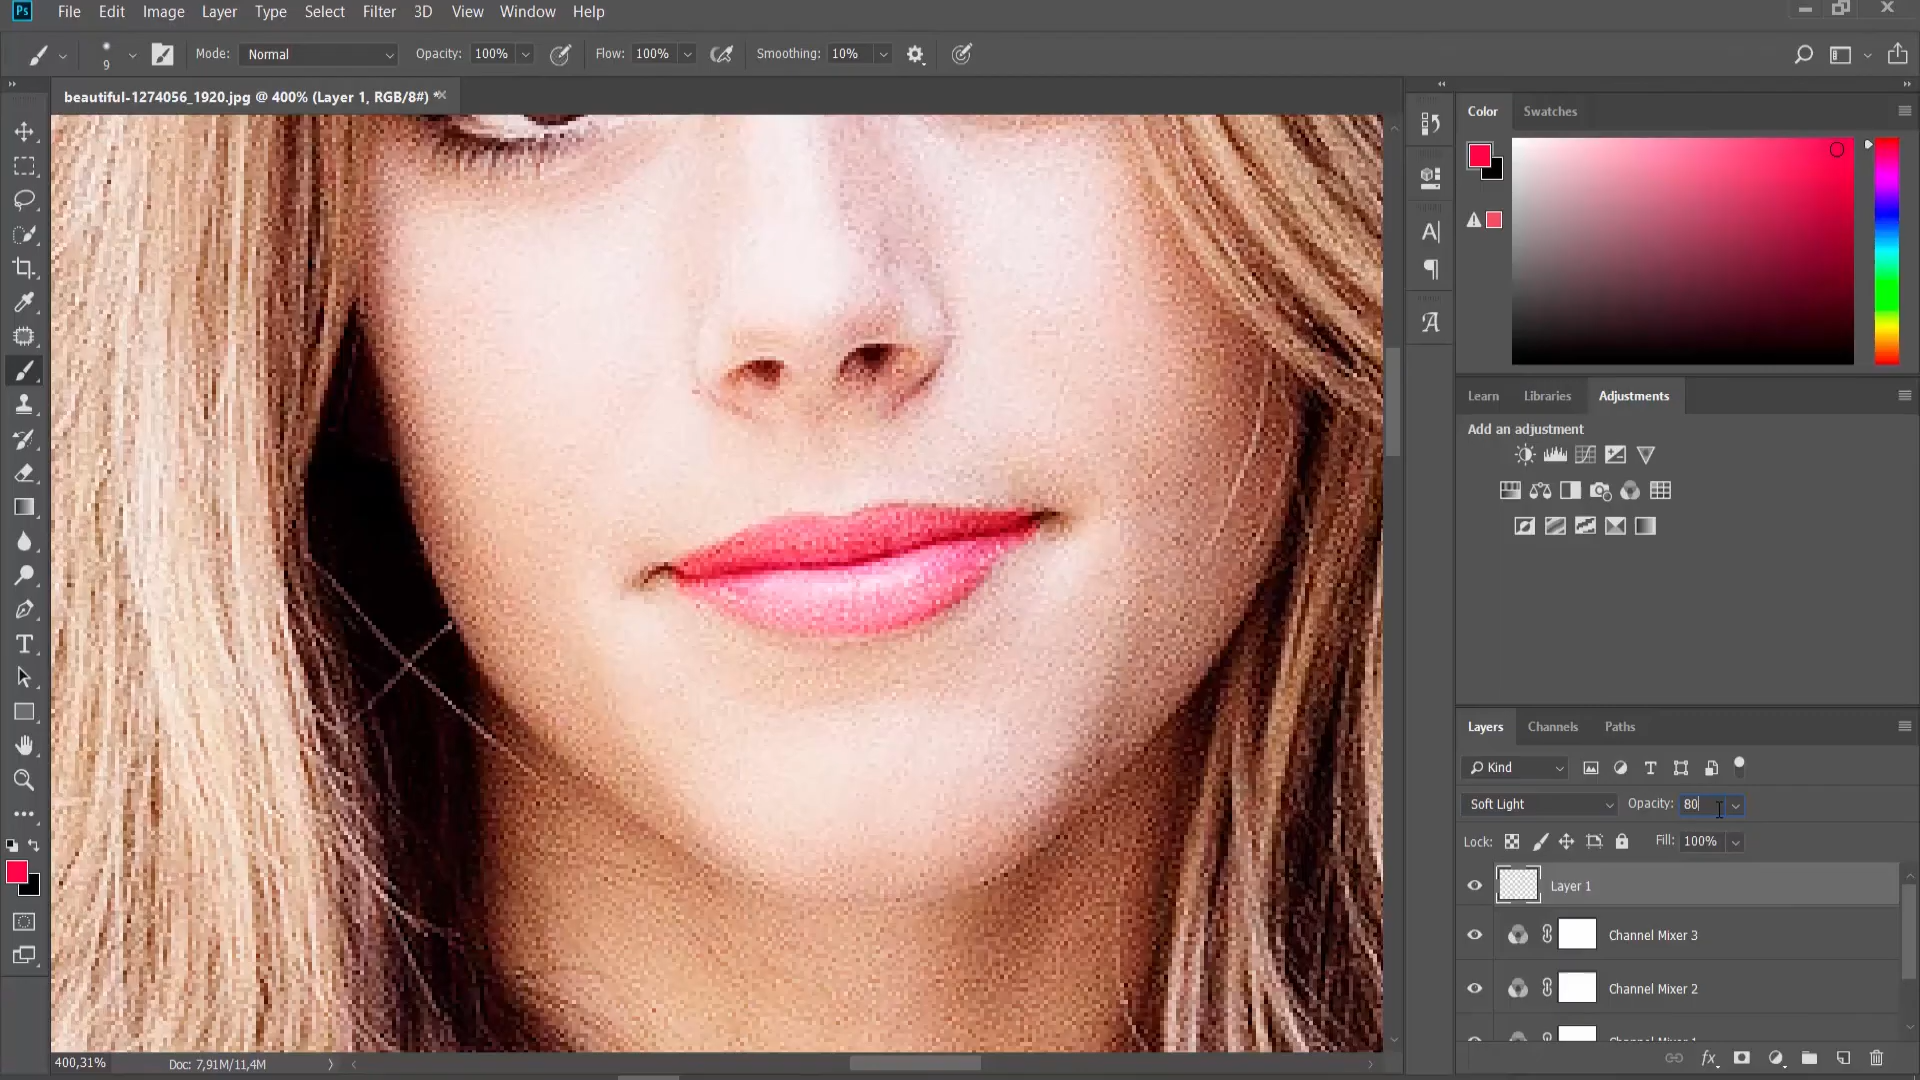 Ps File Edit Image Layer Type Select Filter 3D View Window Help
9 Mode: Normal Opacity: 100% Flow: 100% Smoothing: 10%
beautiful-1274056_1920.jpg @ 400% (Layer 1, RGB/8#) *
Color Swatches
Learn Libraries Adjustments
Add an adjustment
Layers Channels Paths
Kind
Soft Light Opacity: 80
Lock: Fill: 100%
Layer 1
Channel Mixer 3
Channel Mixer 2
400,31% Doc: 7,91M/11,4M